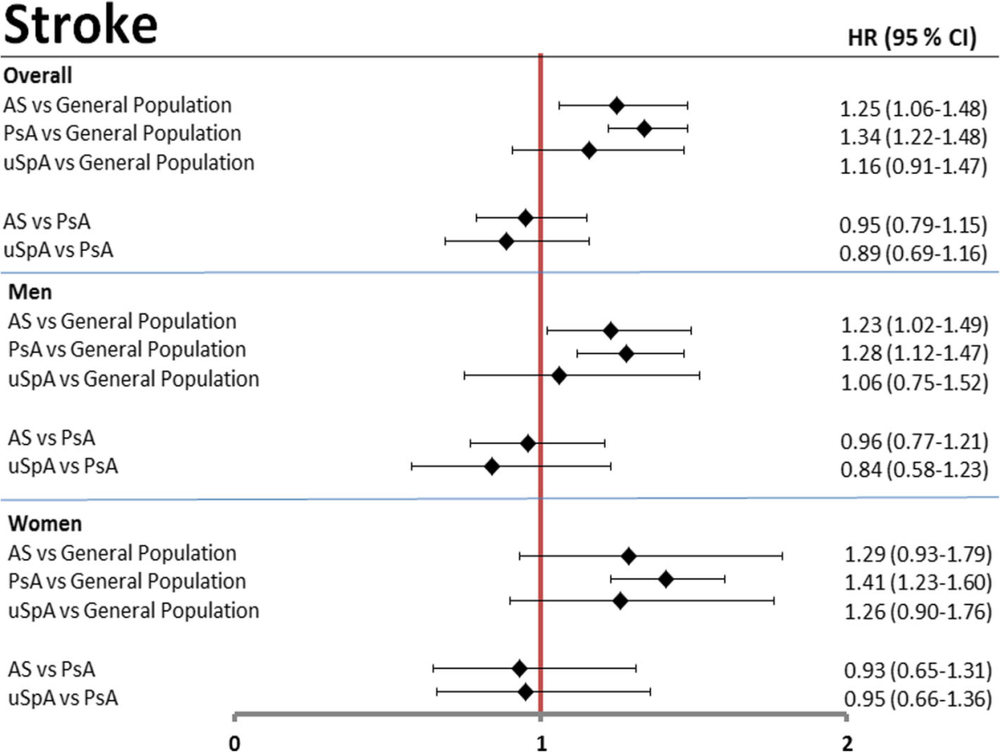 Stroke
HR (95 % CI)
Overall
AS vs General Population 1.25 (1.06-1.48)
PsA vs General Population 1.34 (1.22-1.48)
uSpA vs General Population 1.16 (0.91-1.47)
AS vs PsA 0.95 (0.79-1.15)
uSpA vs PsA 0.89 (0.69-1.16)
Men
AS vs General Population 1.23 (1.02-1.49)
PsA vs General Population 1.28 (1.12-1.47)
uSpA vs General Population 1.06 (0.75-1.52)
AS vs PsA 0.96 (0.77-1.21)
uSpA vs PsA 0.84 (0.58-1.23)
Women
AS vs General Population 1.29 (0.93-1.79)
PsA vs General Population 1.41 (1.23-1.60)
uSpA vs General Population 1.26 (0.90-1.76)
AS vs PsA 0.93 (0.65-1.31)
uSpA vs PsA 0.95 (0.66-1.36)
0 1 2